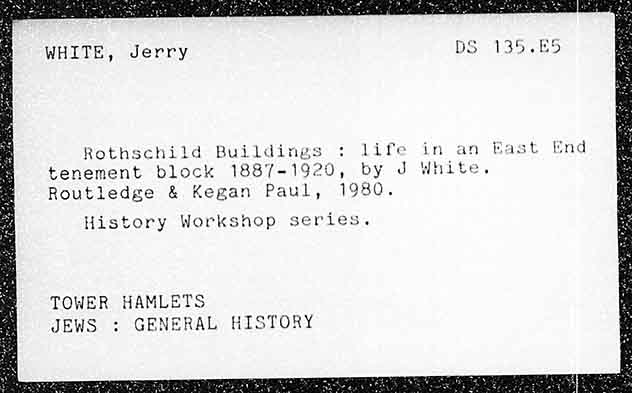 WHITE, Jerry DS 135.E5
Rothschild Buildings : life in an East End
tenement block 1887-1920, by J White.
Routledge & Kegan Paul, 1980.
History Workshop series.
TOWER HAMLETS
JEWS : GENERAL HISTORY